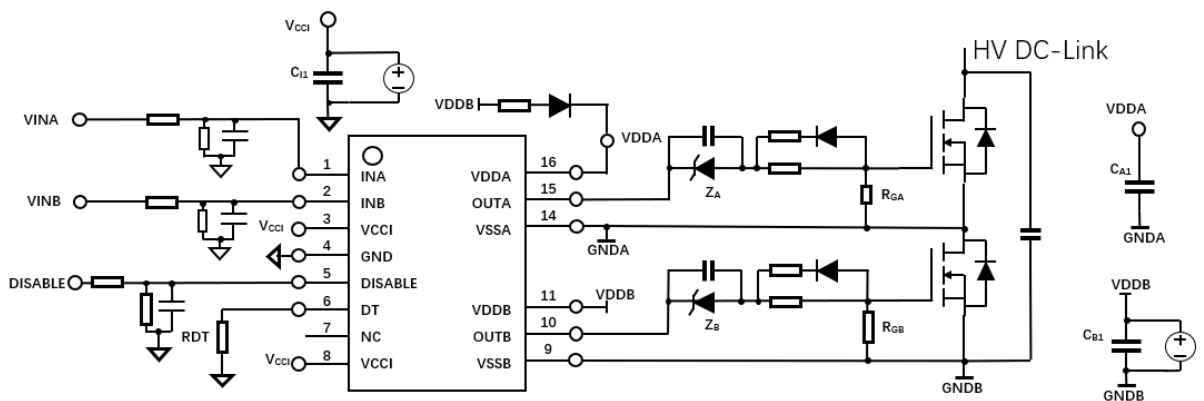 HV DC-Link
VCCI
CI1
VDDB
VDDA
VINA
1
INA
VDDA
16
ZA
RGA
VDDA
CA1
GNDA
VINB
2
INB
OUTA
15
VCCI
3
VCCI
VSSA
14
GNDA
4
GND
DISABLE
5
DISABLE
VDDB
11
VDDB
6
DT
OUTB
10
ZB
RGB
VDDB
CB1
GNDB
RDT
7
NC
VCCI
8
VCCI
VSSB
9
GNDB